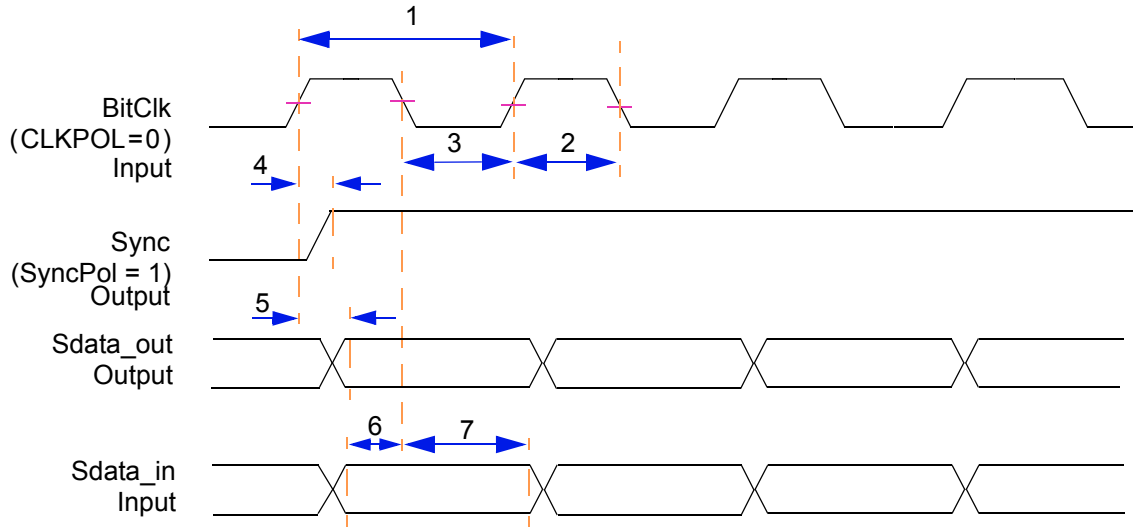 1
BitClk
(CLKPOL=0)
Input
3
2
4
Sync
(SyncPol = 1)
Output
5
Sdata_out
Output
6
7
Sdata_in
Input